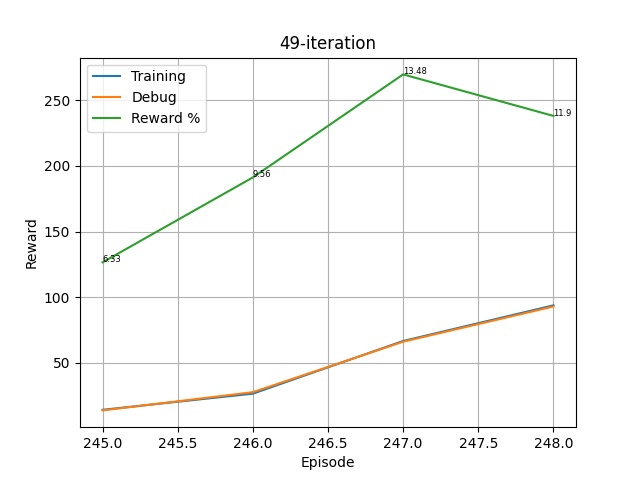 49-iteration
Training
Debug
Reward %
13.48
11.9
9.56
6.33
250
200
150
100
50
Reward
245.0 245.5 246.0 246.5 247.0 247.5 248.0
Episode